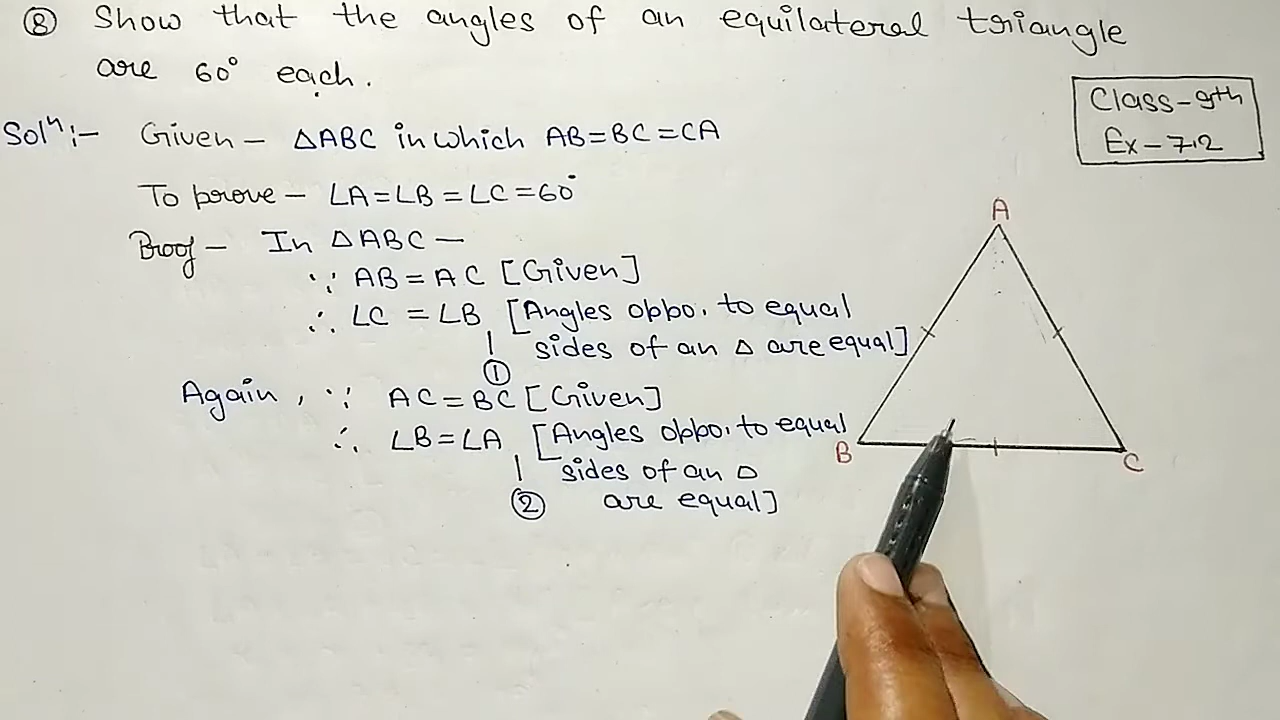 ⑧ Show that the angles of an equilateral triangle
are 60° each.
Class-9th
Ex-7.2
Solⁿ:- Given- △ABC in which AB=BC=CA
To prove- ∠A=∠B=∠C=60°
Proof- In △ABC-
∵ AB=AC [Given]
∴ ∠C=∠B [Angles oppo. to equal
sides of an △ are equal]
①
Again, ∵ AC=BC [Given]
∴ ∠B=∠A [Angles oppo. to equal
sides of an △
② are equal]
A
B
C